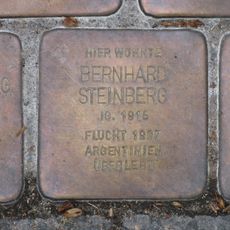 HIER WOHNTE
BERNHARD
STEINBERG
JG. 1915
FLUCHT 1937
ARGENTINIEN
ÜBERLEBT